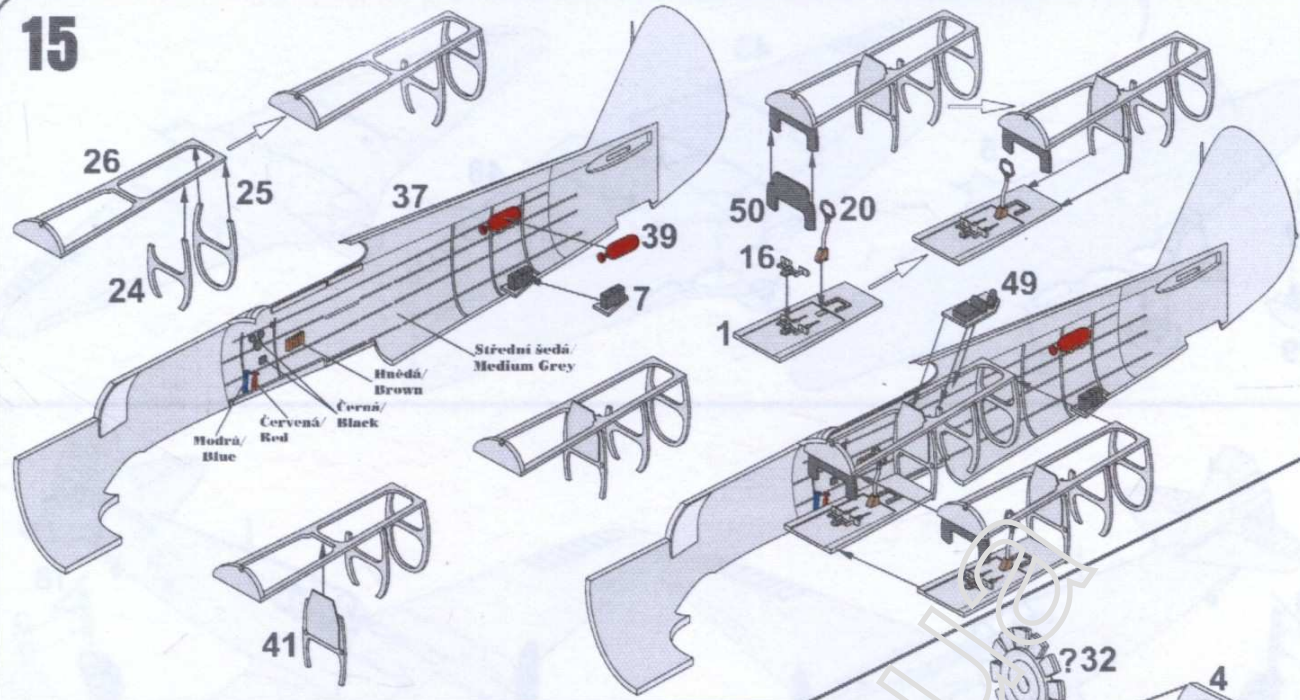 15
26
25
24
37
39
7
Střední šedá/
Medium Grey
Hnědá/
Brown
Černá/
Black
Červená/
Red
Modrá/
Blue
41
50
20
16
1
49
?32
4